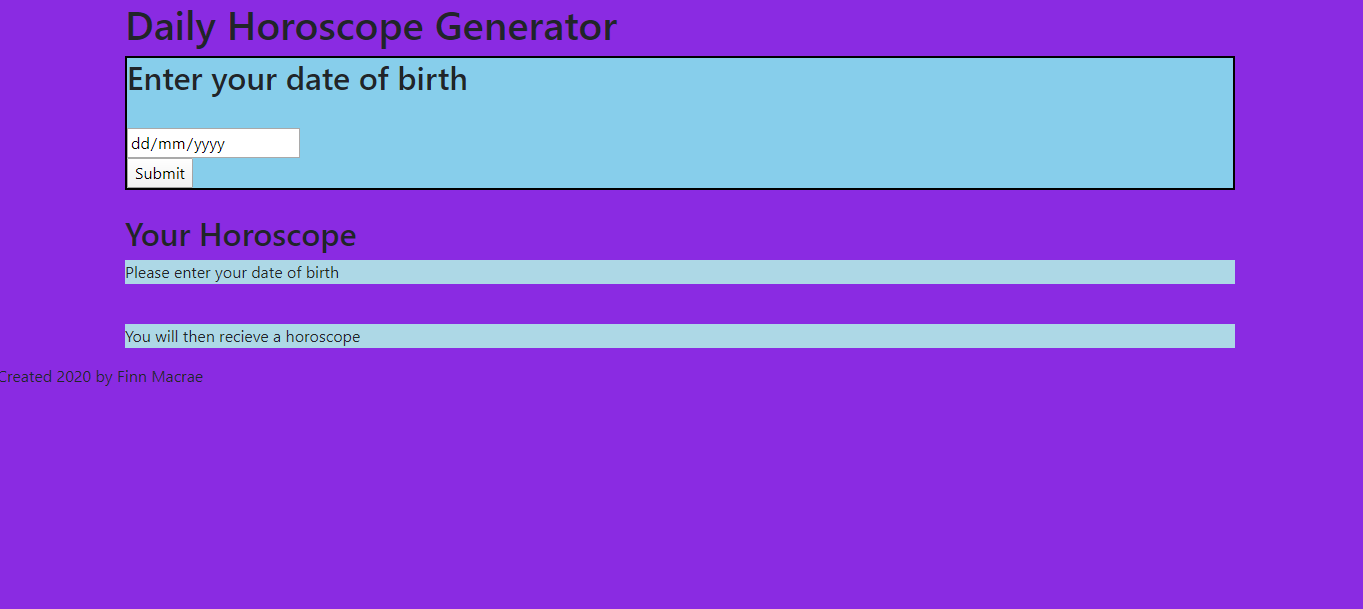 Daily Horoscope Generator
Enter your date of birth
dd/mm/yyyy
Submit
Your Horoscope
Please enter your date of birth
You will then recieve a horoscope
Created 2020 by Finn Macrae